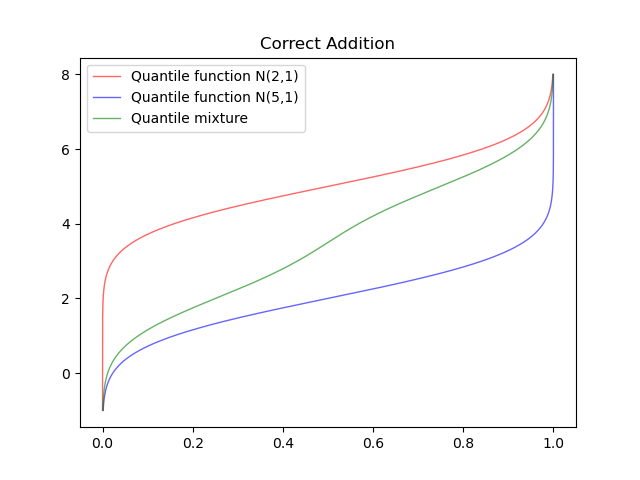 Correct Addition
Quantile function N(2,1)
Quantile function N(5,1)
Quantile mixture
8
6
4
2
0
0.0 0.2 0.4 0.6 0.8 1.0